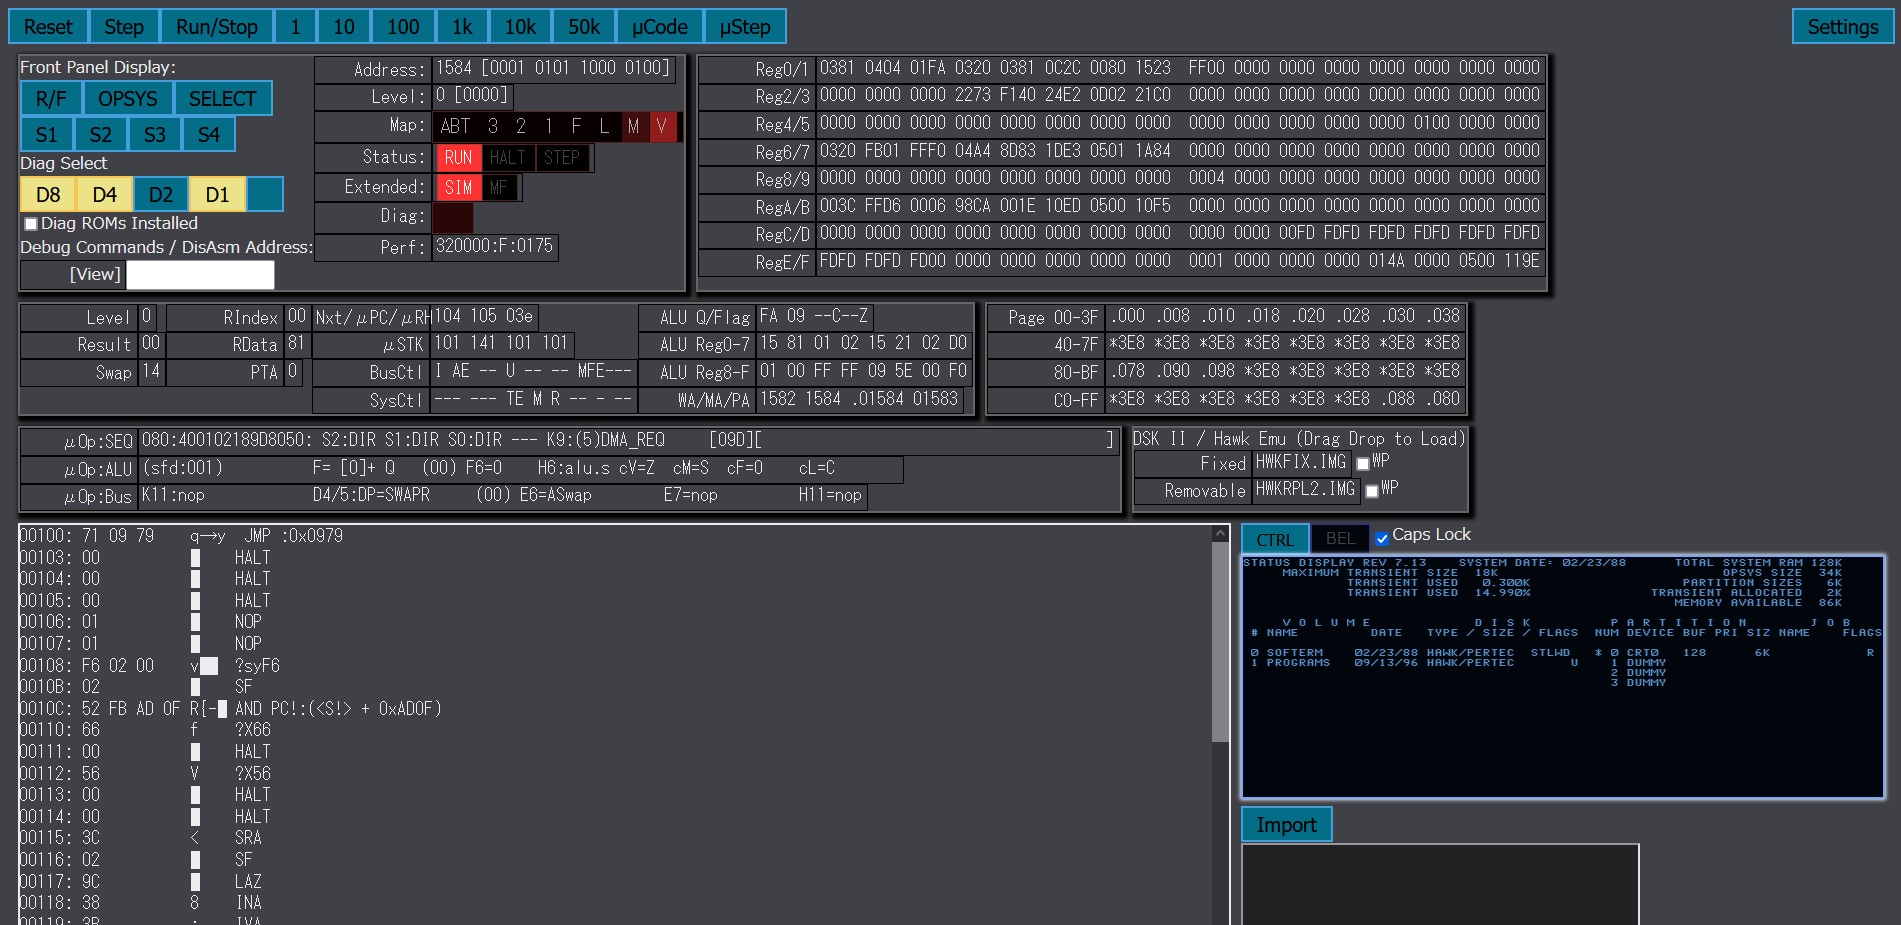 Reset Step Run/Stop 1 10 100 1k 10k 50k µCode µStep Settings
Front Panel Display:
R/F OPSYS SELECT
S1 S2 S3 S4
Diag Select
D8 D4 D2 D1
Diag ROMs Installed
Debug Commands / DisAsm Address:
[View]
Address: 1584 [0001 0101 1000 0100]
Level: 0 [0000]
Map: ABT 3 2 1 F L M V
Status: RUN HALT STEP
Extended: SIM MF
Diag:
Perf: 320000:F:0175
Reg0/1 0381 0404 01FA 0320 0381 0C2C 0080 1523 FF00 0000 0000 0000 0000 0000 0000 0000
Reg2/3 0000 0000 0000 2273 F140 24E2 0D02 21C0 0000 0000 0000 0000 0000 0000 0000 0000
Reg4/5 0000 0000 0000 0000 0000 0000 0000 0000 0000 0000 0000 0000 0000 0100 0000 0000
Reg6/7 0320 FB01 FFF0 04A4 8D83 1DE3 0501 1A84 0000 0000 0000 0000 0000 0000 0000 0000
Reg8/9 0000 0000 0000 0000 0000 0000 0000 0000 0004 0000 0000 0000 0000 0000 0000 0000
RegA/B 003C FFD6 0006 98CA 001E 10ED 0500 10F5 0000 0000 0000 0000 0000 0000 0000 0000
RegC/D 0000 0000 0000 0000 0000 0000 0000 0000 0000 0000 00FD FDFD FDFD FDFD FDFD FDFD
RegE/F FDFD FDFD FD00 0000 0000 0000 0000 0000 0001 0000 0000 0000 014A 0000 0500 119E
Level 0 RIndex 00 Nxt/µPC/µRH 104 105 03e ALU Q/Flag FA 09 --C--Z
Result 00 RData 81 µSTK 101 141 101 101 ALU Reg0-7 15 81 01 02 15 21 02 D0
Swap 14 PTA 0 BusCtl I AE -- U -- -- MFE--- ALU Reg8-F 01 00 FF FF 09 5E 00 F0
SysCtl --- --- TE M R -- - -- WA/MA/PA 1582 1584 .01584 01583
Page 00-3F .000 .008 .010 .018 .020 .028 .030 .038
40-7F *3E8 *3E8 *3E8 *3E8 *3E8 *3E8 *3E8 *3E8
80-BF .078 .090 .098 *3E8 *3E8 *3E8 *3E8 *3E8
C0-FF *3E8 *3E8 *3E8 *3E8 *3E8 *3E8 .088 .080
µOp:SEQ 080:400102189D8050: S2:DIR S1:DIR S0:DIR --- K9:(5)DMA_REQ [09D][ ]
µOp:ALU (sfd:001) F= [0]+ Q (00) F6=0 H6:alu.s cV=Z cM=S cF=0 cL=C
µOp:Bus K11:nop D4/5:DP=SWAPR (00) E6=ASwap E7=nop H11=nop
DSK II / Hawk Emu (Drag Drop to Load)
Fixed HWKFIX.IMG WP
Removable HWKRPL2.IMG WP
00100: 71 09 79 q→y JMP :0x0979
00103: 00 HALT
00104: 00 HALT
00105: 00 HALT
00106: 01 NOP
00107: 01 NOP
00108: F6 02 00 v ?syF6
0010B: 02 SF
0010C: 52 FB AD 0F R[- AND PC!:(<S!> + 0xAD0F)
00110: 66 f ?X66
00111: 00 HALT
00112: 56 V ?X56
00113: 00 HALT
00114: 00 HALT
00115: 3C < SRA
00116: 02 SF
00117: 9C LAZ
00118: 38 8 INA
00119: 3B ; IVA
CTRL BEL Caps Lock
STATUS DISPLAY REV 7.13 SYSTEM DATE= 02/23/88 TOTAL SYSTEM RAM 128K
MAXIMUM TRANSIENT SIZE 18K OPSYS SIZE 34K
TRANSIENT USED 0.300K PARTITION SIZES 6K
TRANSIENT USED 14.990% TRANSIENT ALLOCATED 2K
MEMORY AVAILABLE 86K
V O L U M E D I S K P A R T I T I O N J O B
# NAME DATE TYPE / SIZE / FLAGS NUM DEVICE BUF PRI SIZ NAME FLAGS
0 SOFTERM 02/23/88 HAWK/PERTEC STLWD * 0 CRT0 128 6K R
1 PROGRAMS 09/13/96 HAWK/PERTEC U 1 DUMMY
2 DUMMY
3 DUMMY
Import